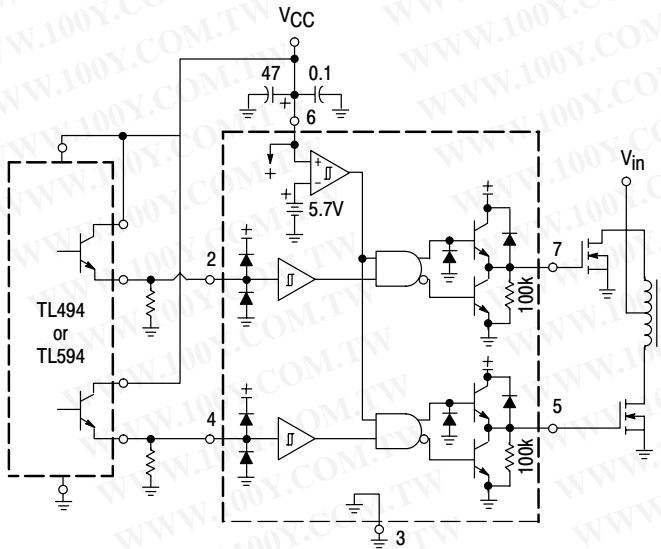 VCC
47
0.1
+
6
+
+
−
+
5.7V
Vin
+
2
+
7
100k
TL494
or
TL594
+
4
+
5
100k
3
WWW.100Y.COM.TW